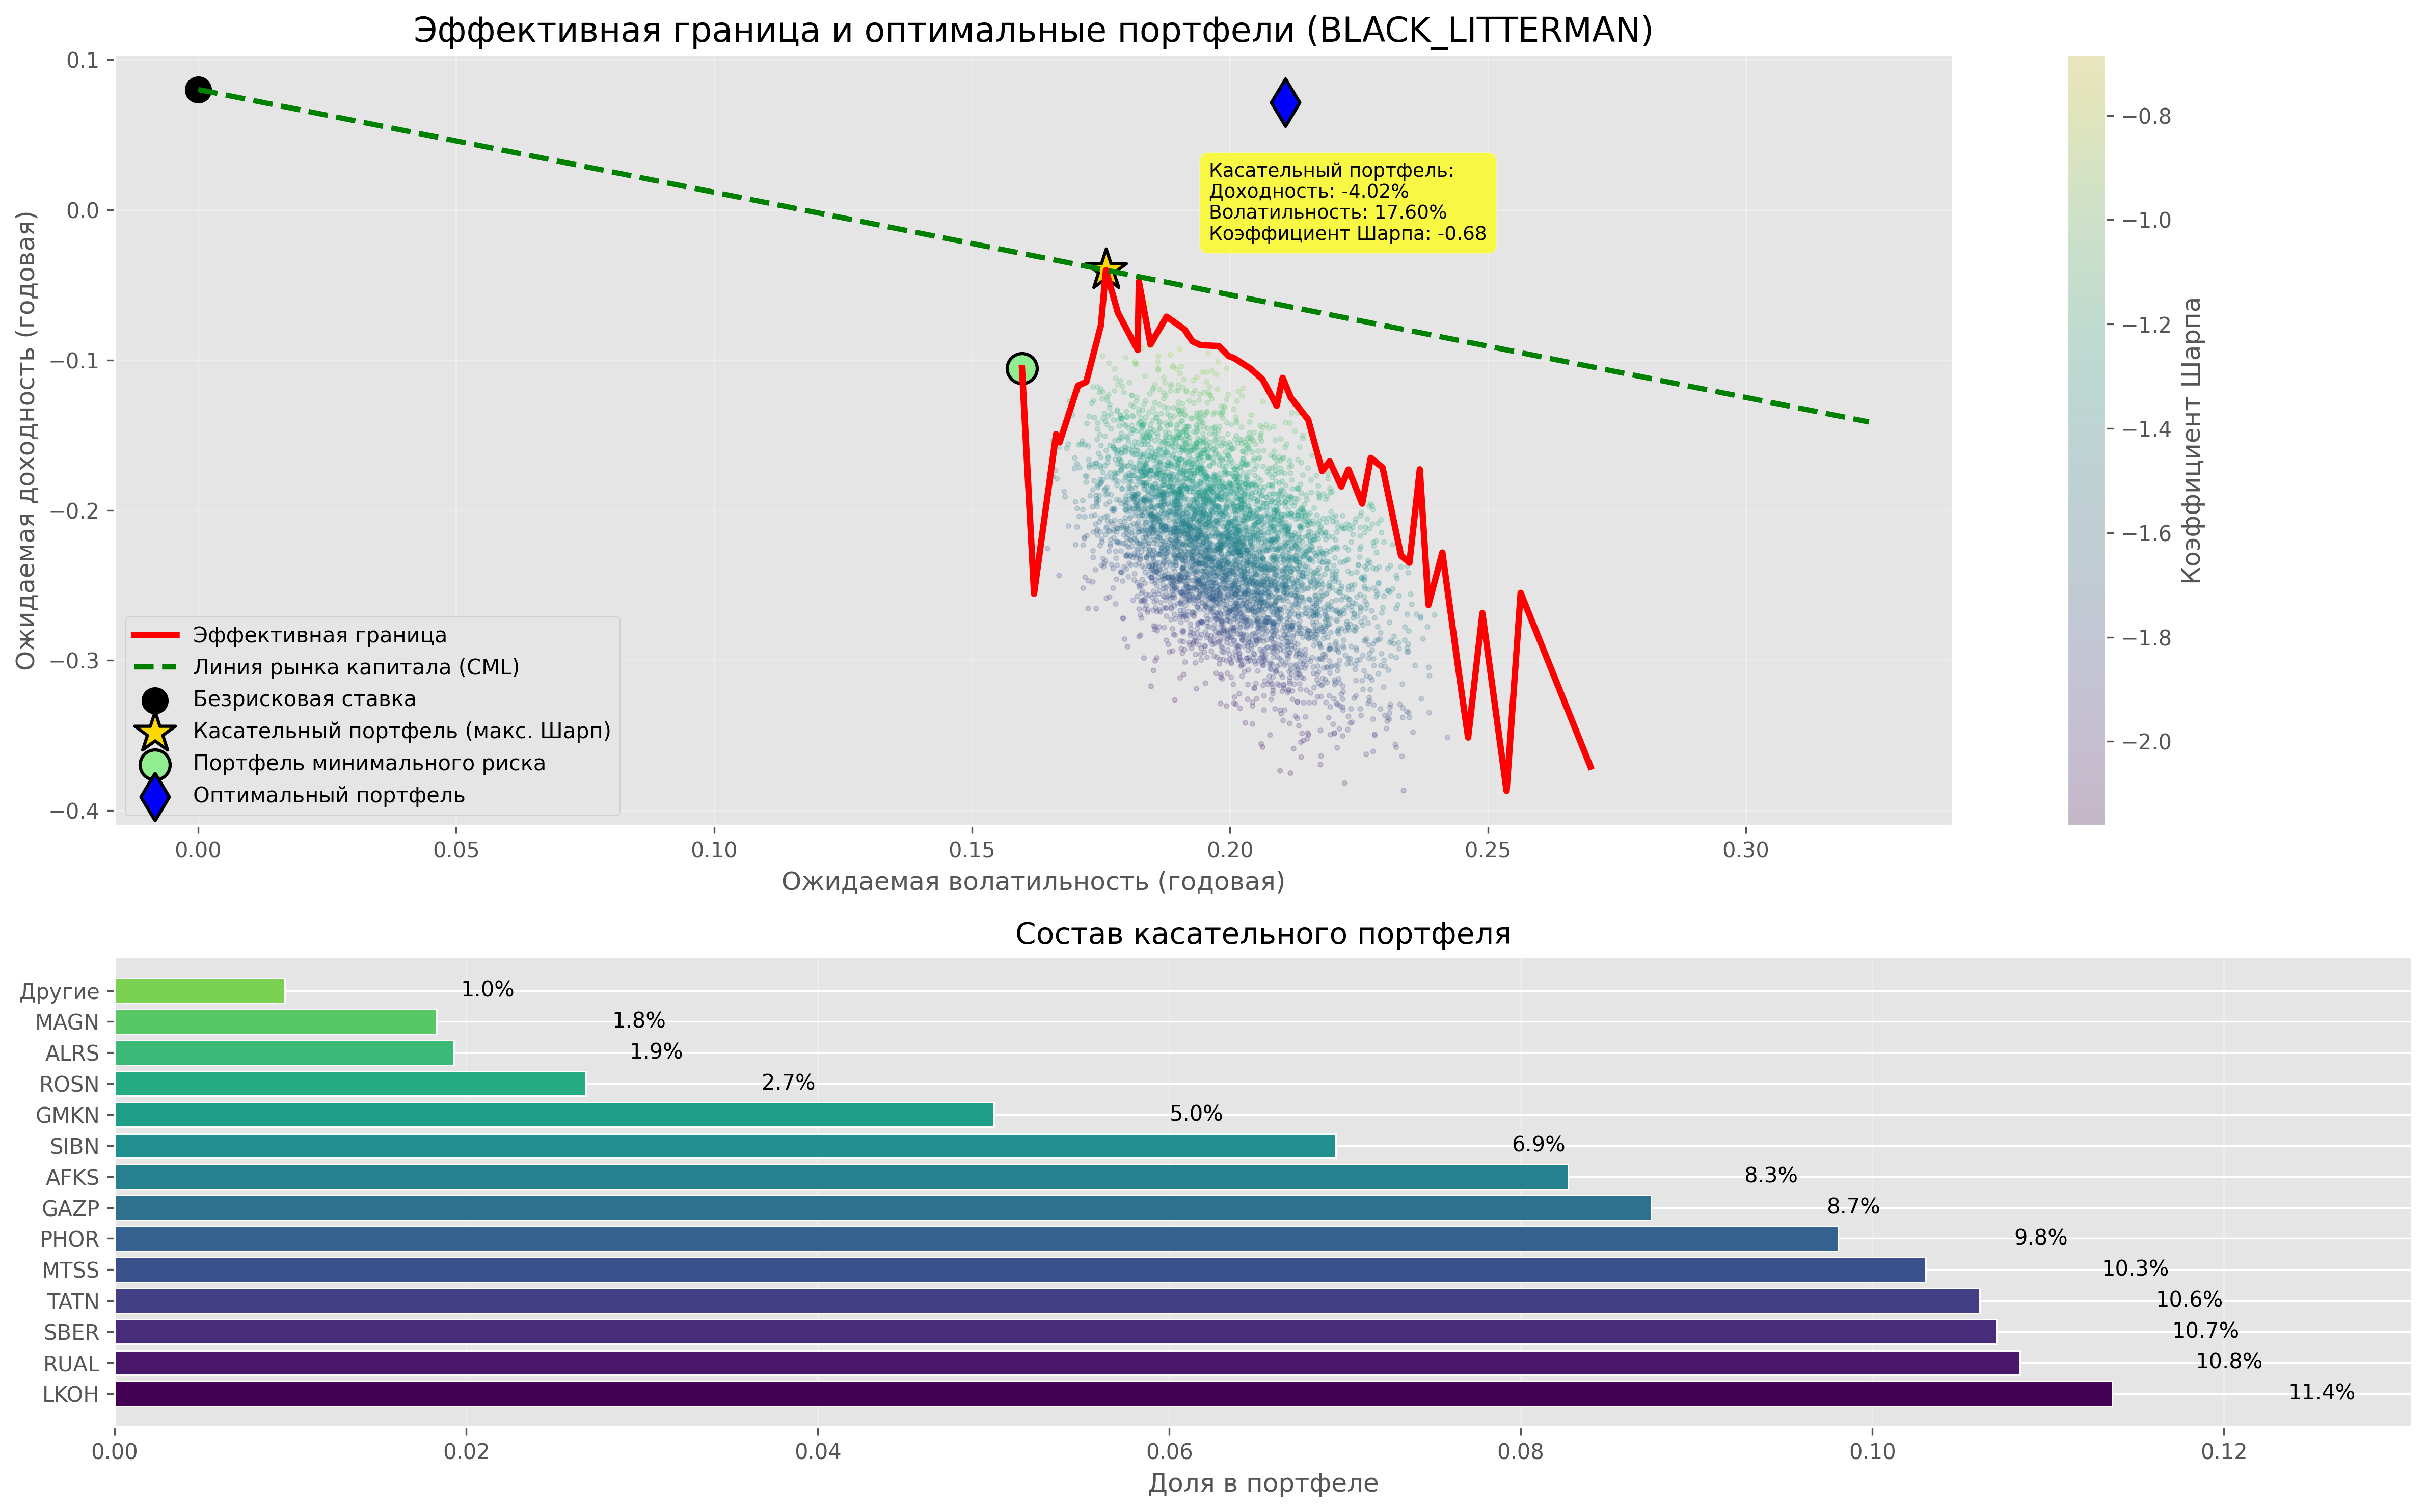 Эффективная граница и оптимальные портфели (BLACK_LITTERMAN)
Ожидаемая доходность (годовая)
0.1
0.0
−0.1
−0.2
−0.3
−0.4
Касательный портфель:
Доходность: -4.02%
Волатильность: 17.60%
Коэффициент Шарпа: -0.68
Эффективная граница
Линия рынка капитала (CML)
Безрисковая ставка
Касательный портфель (макс. Шарп)
Портфель минимального риска
Оптимальный портфель
0.00 0.05 0.10 0.15 0.20 0.25 0.30
Ожидаемая волатильность (годовая)
−0.8
−1.0
−1.2
−1.4
−1.6
−1.8
−2.0
Коэффициент Шарпа
Состав касательного портфеля
Другие 1.0%
MAGN 1.8%
ALRS 1.9%
ROSN 2.7%
GMKN 5.0%
SIBN 6.9%
AFKS 8.3%
GAZP 8.7%
PHOR 9.8%
MTSS 10.3%
TATN 10.6%
SBER 10.7%
RUAL 10.8%
LKOH 11.4%
0.00 0.02 0.04 0.06 0.08 0.10 0.12
Доля в портфеле